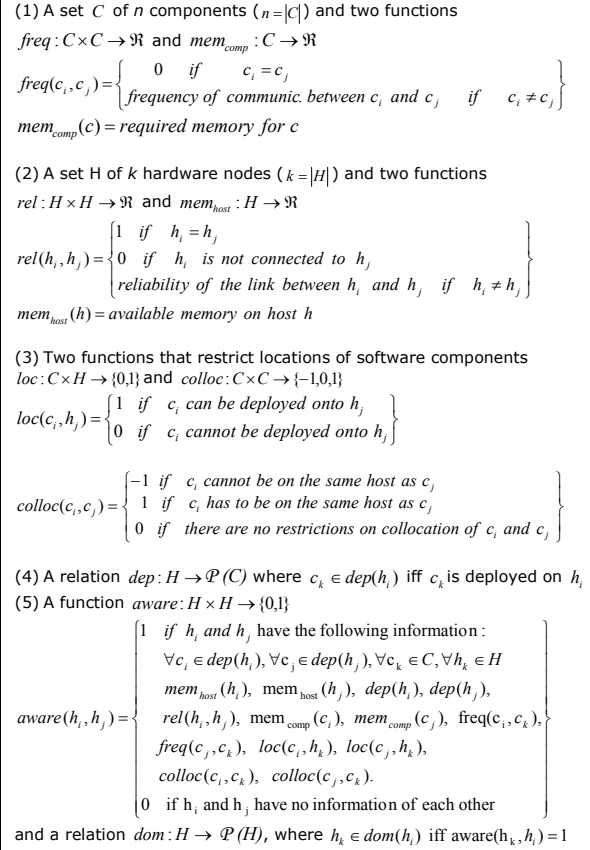 (1) A set C of n components (n=|C|) and two functions
freq : C×C → ℜ and mem_comp : C → ℜ
freq(c_i, c_j) = { 0 if c_i = c_j
frequency of communic. between c_i and c_j if c_i ≠ c_j }
mem_comp(c) = required memory for c
(2) A set H of k hardware nodes (k=|H|) and two functions
rel : H × H → ℜ and mem_host : H → ℜ
rel(h_i, h_j) = { 1 if h_i = h_j
0 if h_i is not connected to h_j
reliability of the link between h_i and h_j if h_i ≠ h_j }
mem_host(h) = available memory on host h
(3) Two functions that restrict locations of software components
loc : C×H → {0,1} and colloc : C×C → {-1,0,1}
loc(c_i, h_j) = { 1 if c_i can be deployed onto h_j
0 if c_i cannot be deployed onto h_j }
colloc(c_i, c_j) = { −1 if c_i cannot be on the same host as c_j
1 if c_i has to be on the same host as c_j
0 if there are no restrictions on collocation of c_i and c_j }
(4) A relation dep : H → P(C) where c_k ∈ dep(h_i) iff c_k is deployed on h_i
(5) A function aware : H × H → {0,1}
aware(h_i, h_j) = { 1 if h_i and h_j have the following information :
∀c_i ∈ dep(h_i), ∀c_j ∈ dep(h_j), ∀c_k ∈ C, ∀h_k ∈ H
mem_host(h_i), mem_host(h_j), dep(h_i), dep(h_j),
rel(h_i, h_j), mem_comp(c_i), mem_comp(c_j), freq(c_i, c_k),
freq(c_j, c_k), loc(c_i, h_k), loc(c_j, h_k),
colloc(c_i, c_k), colloc(c_j, c_k).
0 if h_i and h_j have no information of each other }
and a relation dom : H → P(H), where h_k ∈ dom(h_i) iff aware(h_k, h_i) = 1